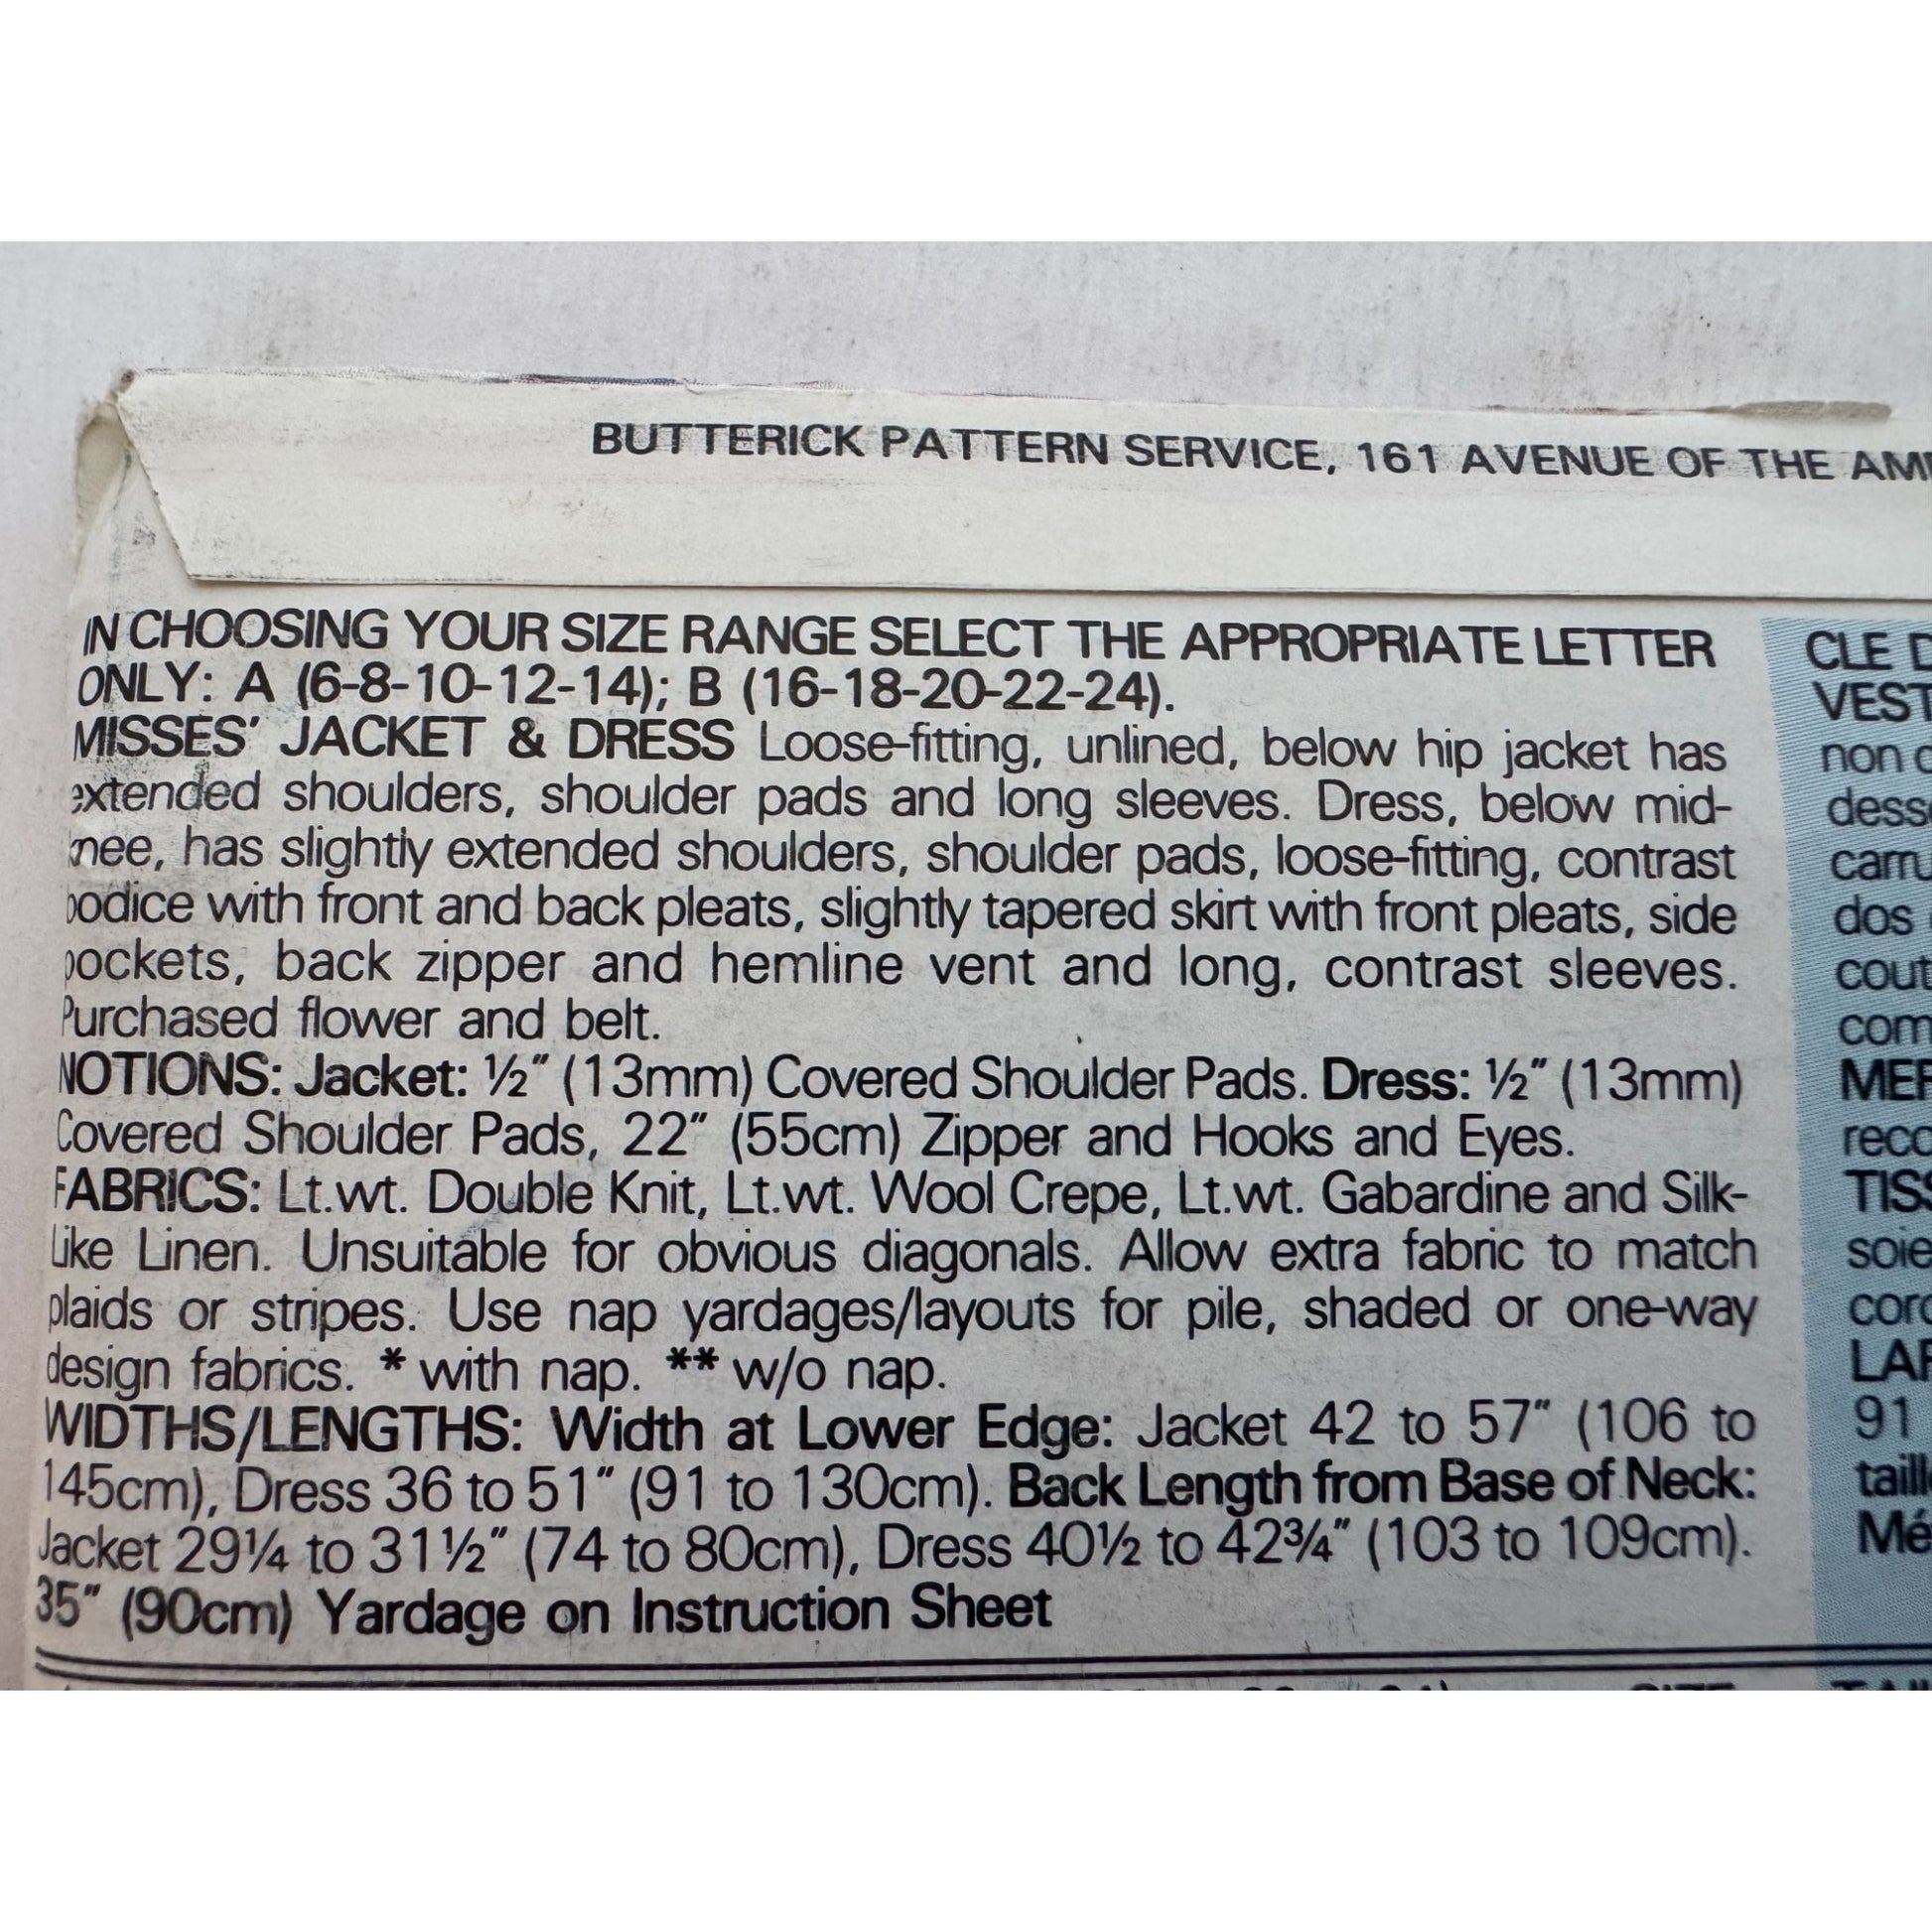 BUTTERICK PATTERN SERVICE, 161 AVENUE OF THE
IN CHOOSING YOUR SIZE RANGE SELECT THE APPROPRIATE LETTER
ONLY: A (6-8-10-12-14); B (16-18-20-22-24).
MISSES' JACKET & DRESS Loose-fitting, unlined, below hip jacket has
extended shoulders, shoulder pads and long sleeves. Dress, below mid-
knee, has slightly extended shoulders, shoulder pads, loose-fitting, contrast
bodice with front and back pleats, slightly tapered skirt with front pleats, side
pockets, back zipper and hemline vent and long, contrast sleeves.
Purchased flower and belt.
NOTIONS: Jacket: ½" (13mm) Covered Shoulder Pads. Dress: ½" (13mm)
Covered Shoulder Pads, 22" (55cm) Zipper and Hooks and Eyes.
FABRICS: Lt.wt. Double Knit, Lt.wt. Wool Crepe, Lt.wt. Gabardine and Silk-
Like Linen. Unsuitable for obvious diagonals. Allow extra fabric to match
plaids or stripes. Use nap yardages/layouts for pile, shaded or one-way
design fabrics. * with nap. ** w/o nap.
WIDTHS/LENGTHS: Width at Lower Edge: Jacket 42 to 57" (106 to
145cm), Dress 36 to 51" (91 to 130cm). Back Length from Base of Neck:
Jacket 29¼ to 31½" (74 to 80cm), Dress 40½ to 42¾" (103 to 109cm).
35" (90cm) Yardage on Instruction Sheet
CLE
non
dos
91